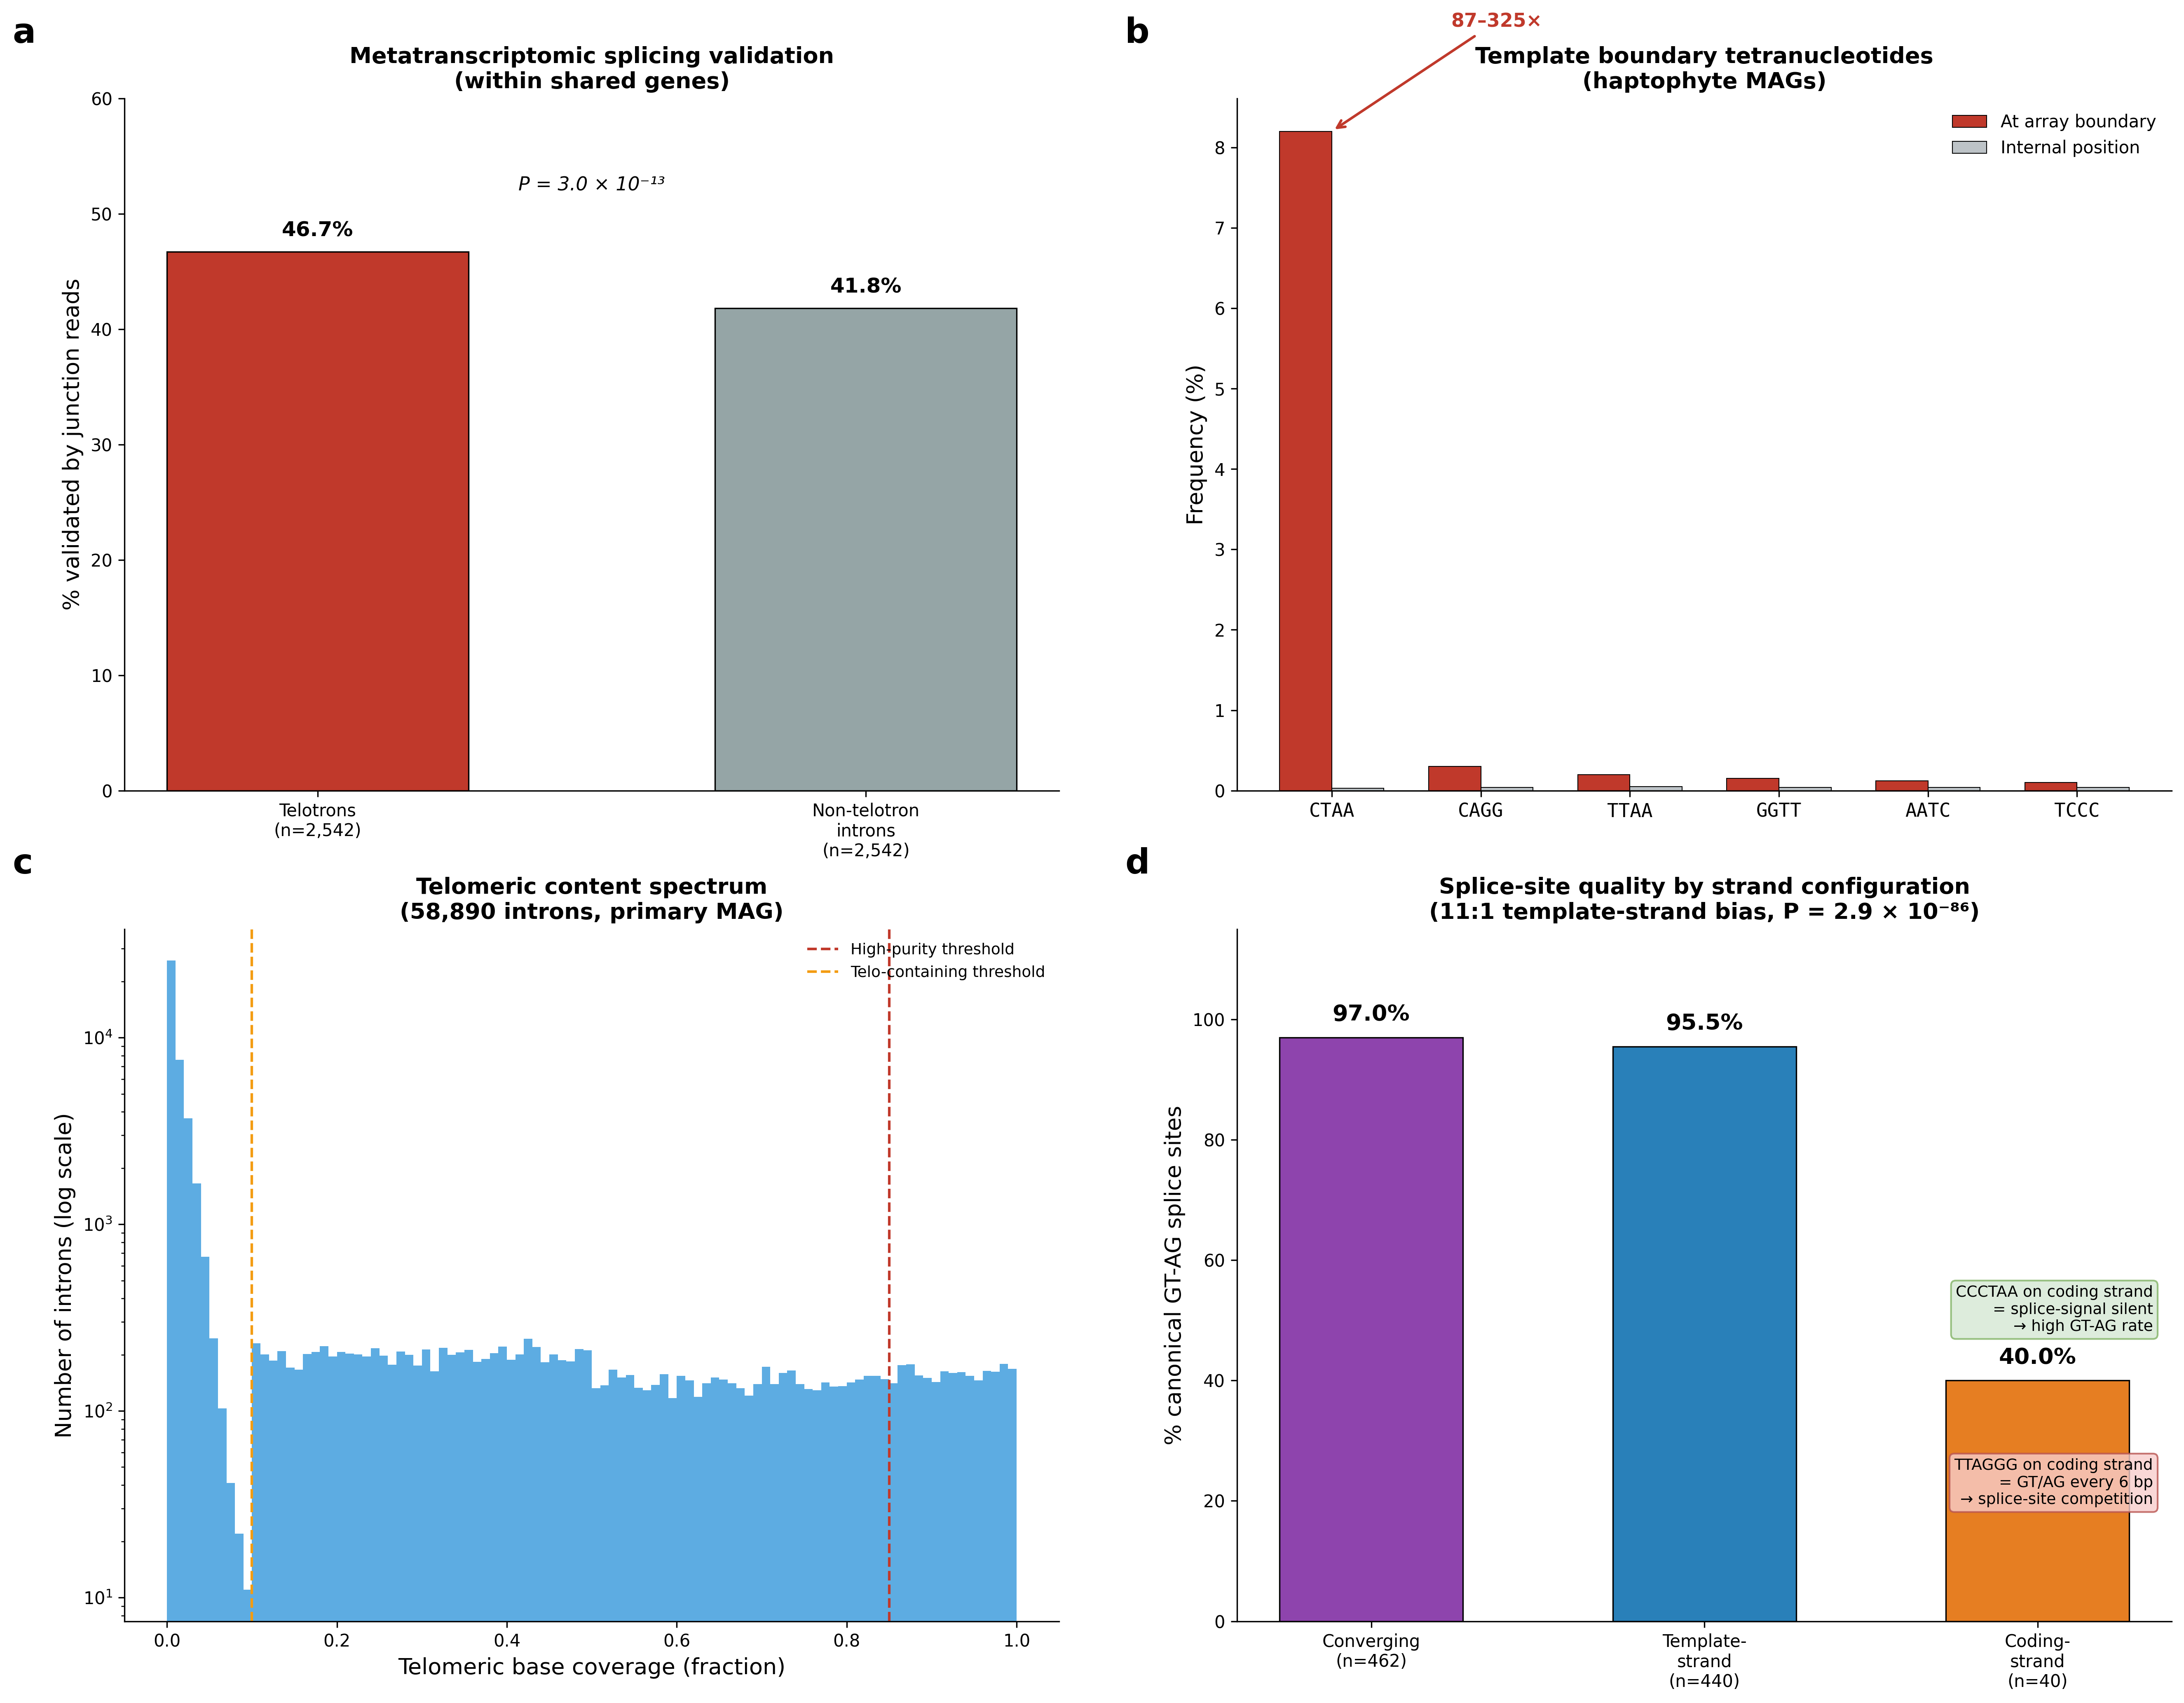 a
Metatranscriptomic splicing validation
(within shared genes)
% validated by junction reads
60
50
40
30
20
10
0
P = 3.0 × 10⁻¹³
46.7%
41.8%
Telotrons
(n=2,542)
Non-telotron
introns
(n=2,542)
b
87–325×
Template boundary tetranucleotides
(haptophyte MAGs)
At array boundary
Internal position
Frequency (%)
8
7
6
5
4
3
2
1
0
CTAA
CAGG
TTAA
GGTT
AATC
TCCC
c
Telomeric content spectrum
(58,890 introns, primary MAG)
High-purity threshold
Telo-containing threshold
Number of introns (log scale)
10⁴
10³
10²
10¹
0.0
0.2
0.4
0.6
0.8
1.0
Telomeric base coverage (fraction)
d
Splice-site quality by strand configuration
(11:1 template-strand bias, P = 2.9 × 10⁻⁸⁶)
% canonical GT-AG splice sites
100
80
60
40
20
0
97.0%
95.5%
CCCTAA on coding strand
= splice-signal silent
→ high GT-AG rate
40.0%
TTAGGG on coding strand
= GT/AG every 6 bp
→ splice-site competition
Converging
(n=462)
Template-
strand
(n=440)
Coding-
strand
(n=40)